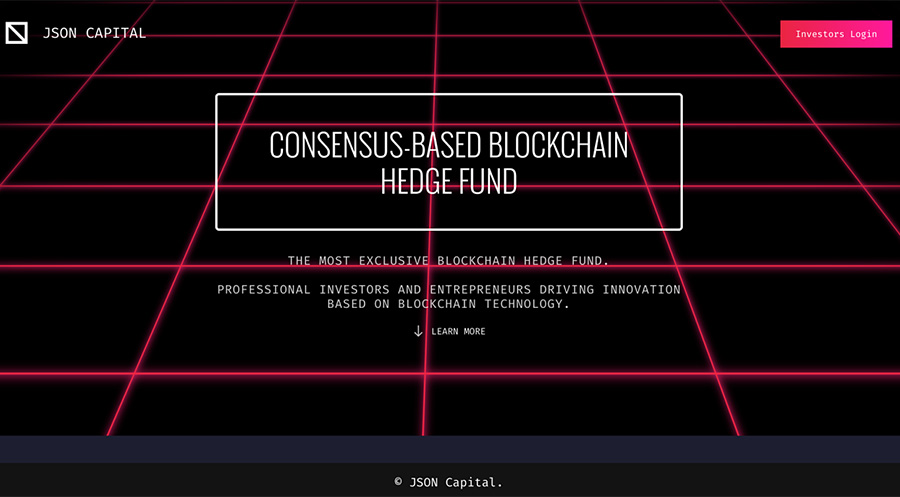 JSON CAPITAL
Investors Login
CONSENSUS-BASED BLOCKCHAIN
HEDGE FUND
THE MOST EXCLUSIVE BLOCKCHAIN HEDGE FUND.
PROFESSIONAL INVESTORS AND ENTREPRENEURS DRIVING INNOVATION
BASED ON BLOCKCHAIN TECHNOLOGY.
↓ LEARN MORE
© JSON Capital.